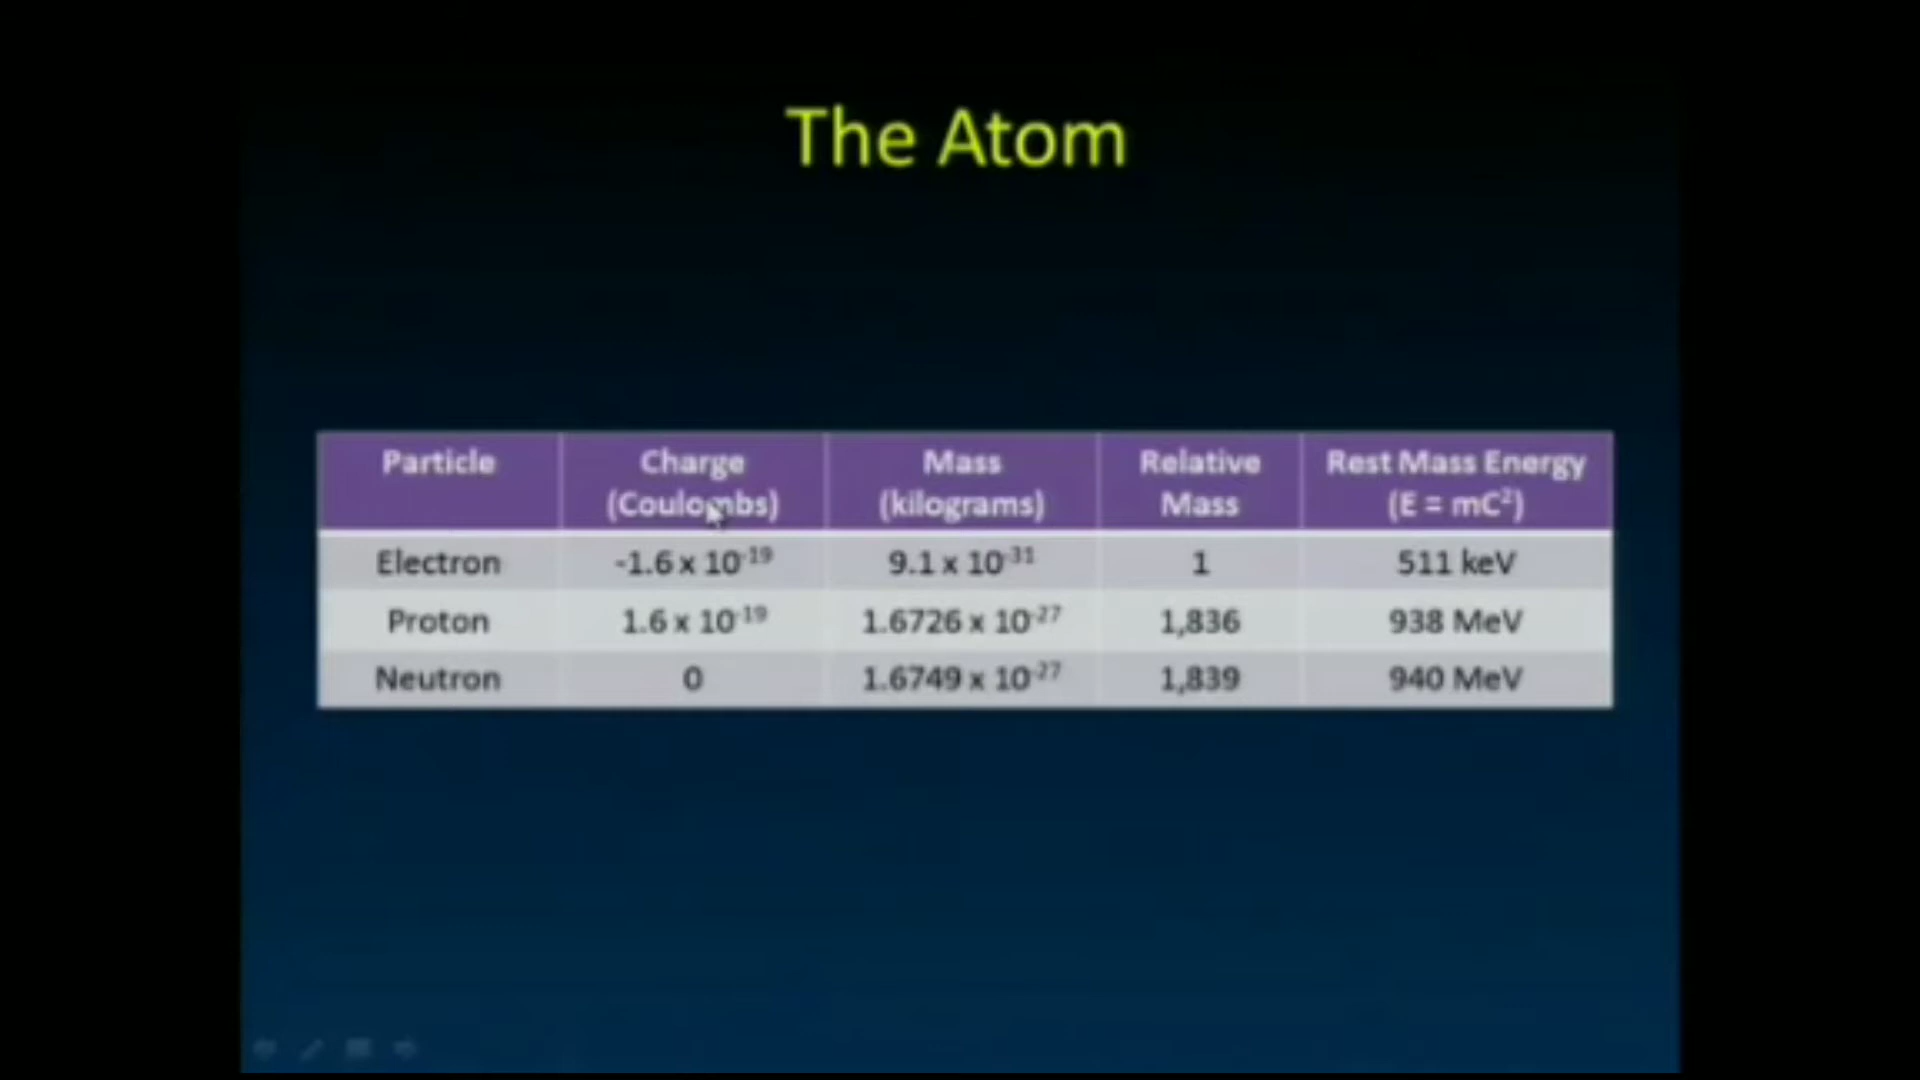 The Atom
Particle Charge Mass Relative Rest Mass Energy
(Coulombs) (kilograms) Mass (E = mC²)
Electron -1.6 x 10⁻¹⁹ 9.1 x 10⁻³¹ 1 511 keV
Proton 1.6 x 10⁻¹⁹ 1.6726 x 10⁻²⁷ 1,836 938 MeV
Neutron 0 1.6749 x 10⁻²⁷ 1,839 940 MeV